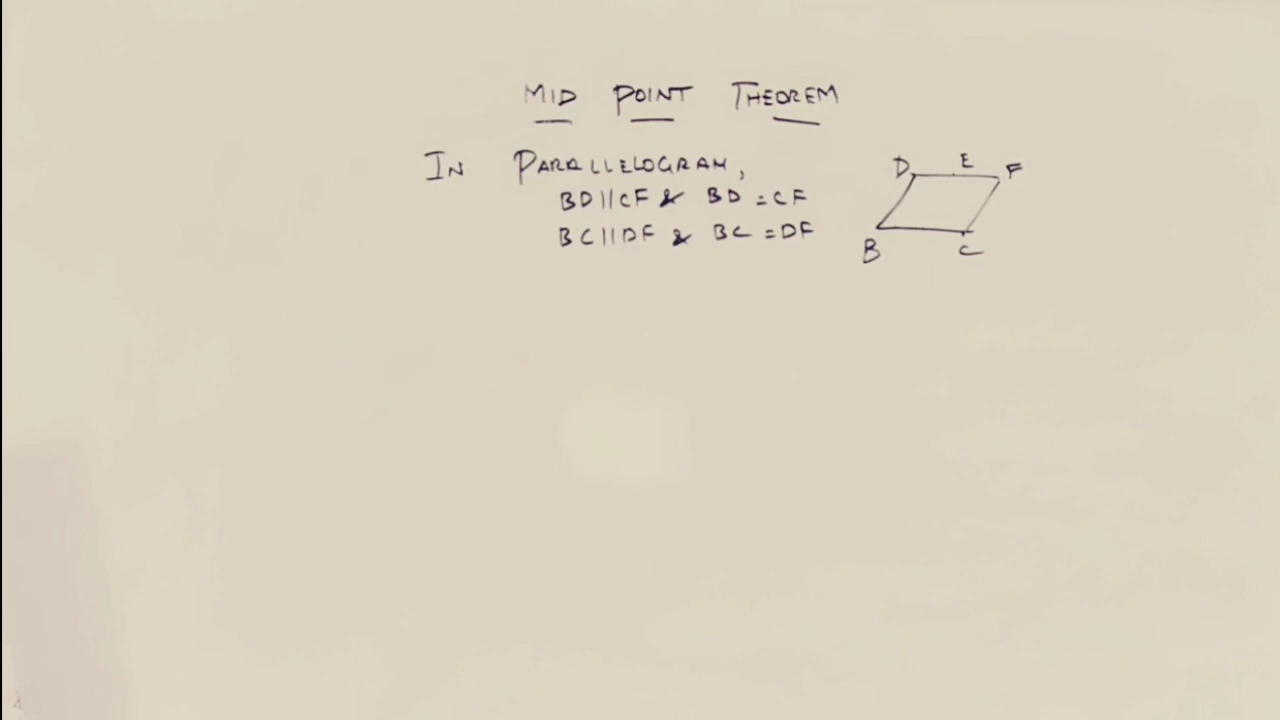 MID POINT THEOREM
IN PARALLELOGRAM,
BD||CF & BD=CF
BC||DF & BC=DF
D E F
B C